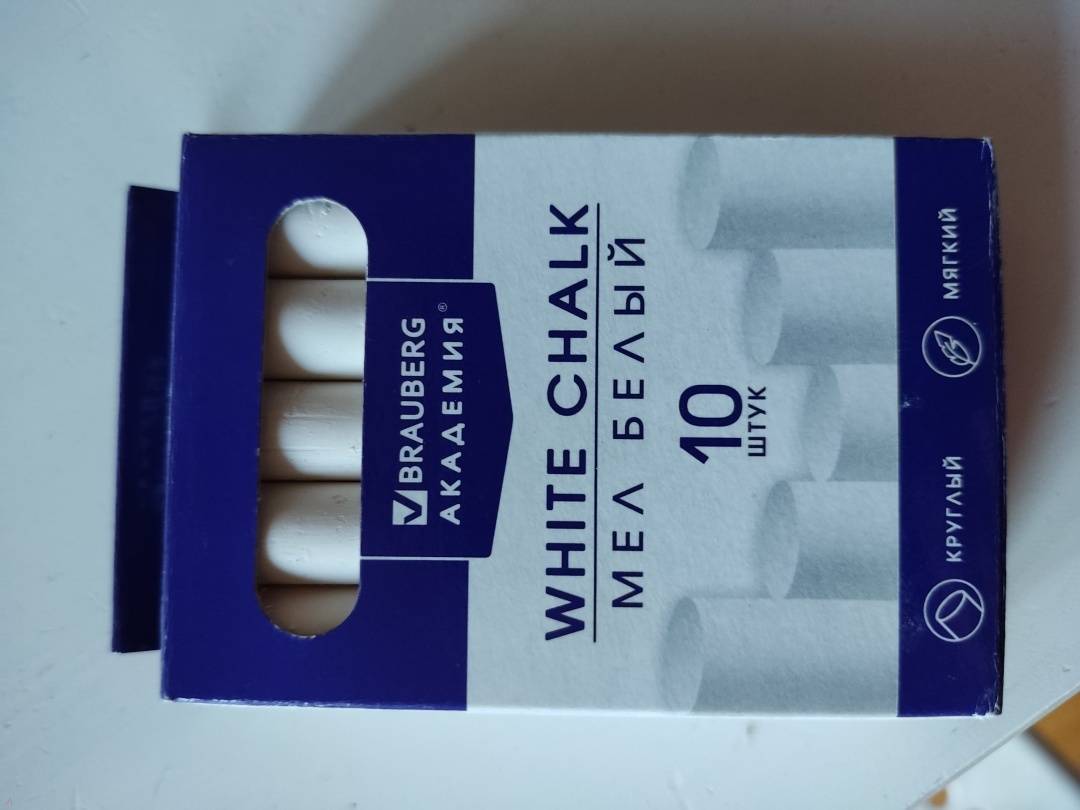 BRAUBERG
АКАДЕМИЯ®
WHITE CHALK
МЕЛ БЕЛЫЙ
10
ШТУК
КРУГЛЫЙ
МЯГКИЙ